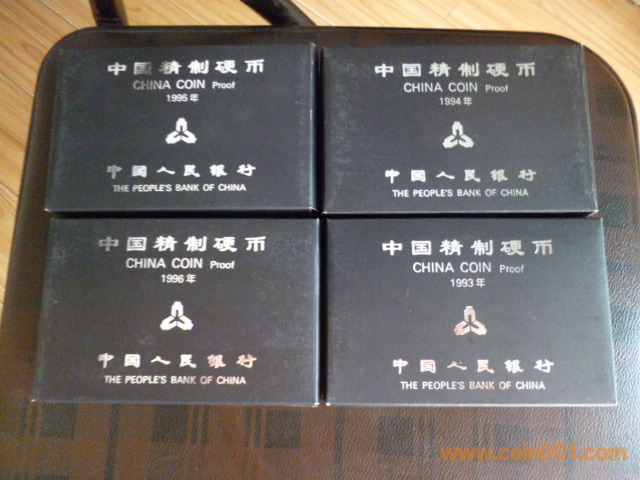 中国精制硬币
CHINA COIN Proof
1995年
中国人民银行
THE PEOPLE'S BANK OF CHINA
中国精制硬币
CHINA COIN Proof
1994年
中国人民银行
THE PEOPLE'S BANK OF CHINA
中国精制硬币
CHINA COIN Proof
1996年
中国人民银行
THE PEOPLE'S BANK OF CHINA
中国精制硬币
CHINA COIN Proof
1993年
中国人民银行
THE PEOPLE'S BANK OF CHINA
www.coin001.com